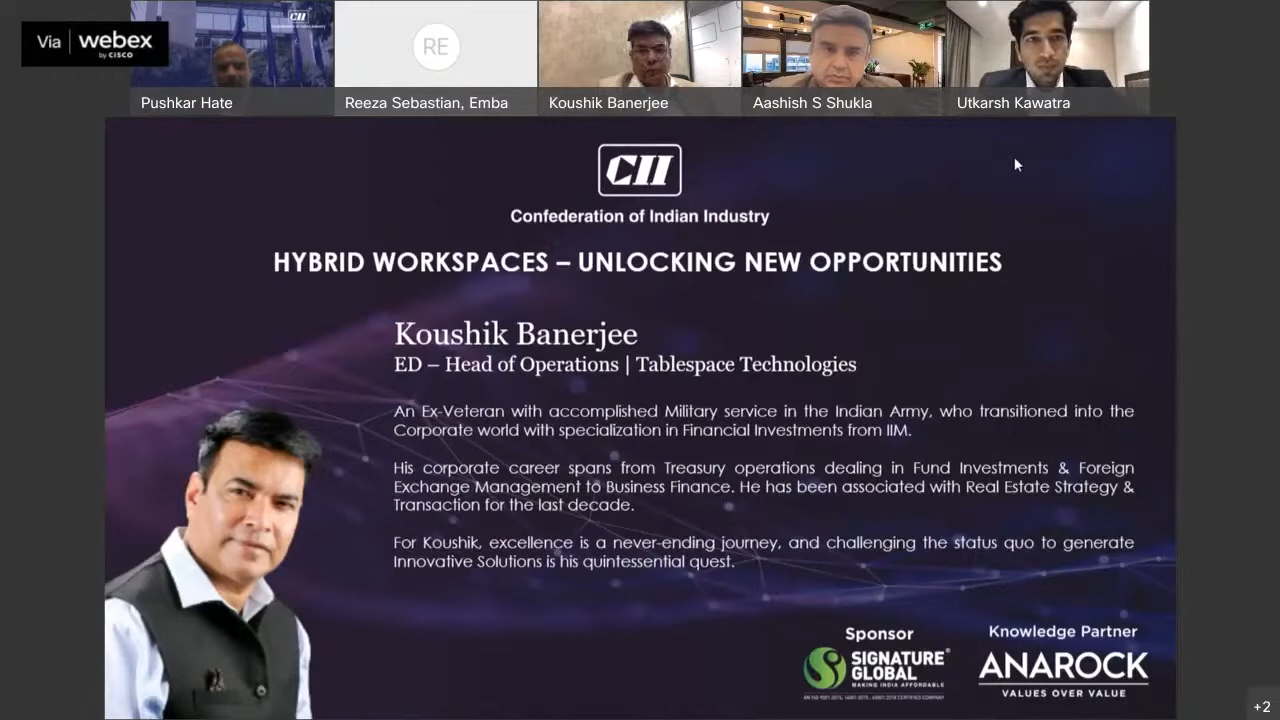 CII
Via | webex
by CISCO
RE
Pushkar Hate
Reeza Sebastian, Emba
Koushik Banerjee
Aashish S Shukla
Utkarsh Kawatra
CII
Confederation of Indian Industry
HYBRID WORKSPACES – UNLOCKING NEW OPPORTUNITIES
Koushik Banerjee
ED – Head of Operations | Tablespace Technologies
An Ex-Veteran with accomplished Military service in the Indian Army, who transitioned into the
Corporate world with specialization in Financial Investments from IIM.
His corporate career spans from Treasury operations dealing in Fund Investments & Foreign
Exchange Management to Business Finance. He has been associated with Real Estate Strategy &
Transaction for the last decade.
For Koushik, excellence is a never-ending journey, and challenging the status quo to generate
Innovative Solutions is his quintessential quest.
Sponsor
SIGNATURE®
GLOBAL
MAKING INDIA AFFORDABLE
Knowledge Partner
ANAROCK
VALUES OVER VALUE
+2